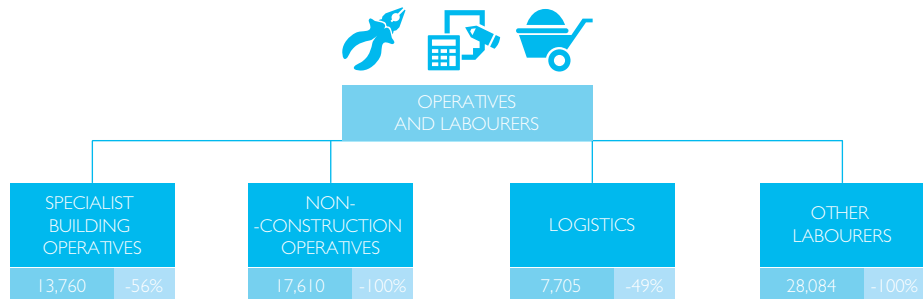 OPERATIVES
AND LABOURERS
SPECIALIST
BUILDING
OPERATIVES
13,760 -56%
NON-
-CONSTRUCTION
OPERATIVES
17,610 -100%
LOGISTICS
7,705 -49%
OTHER
LABOURERS
28,084 -100%